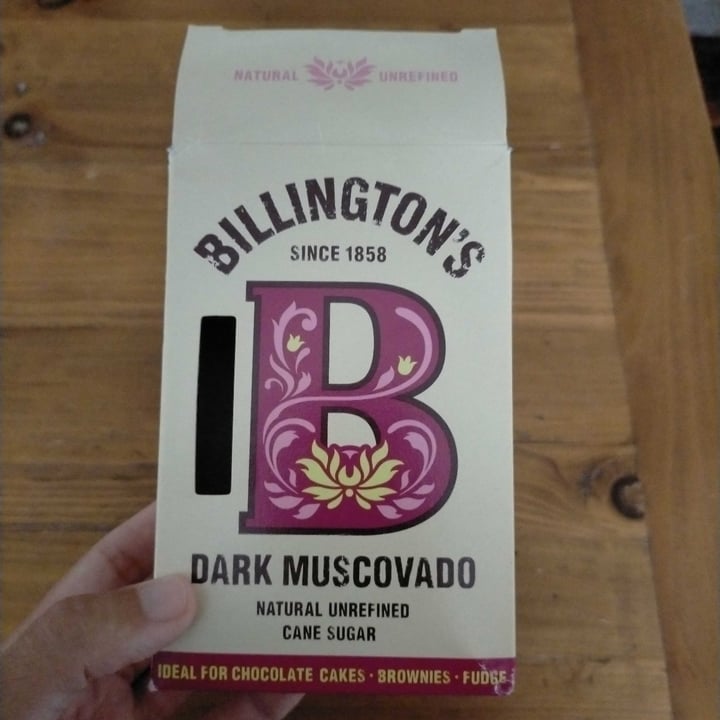 NATURAL UNREFINED
BILLINGTON'S
SINCE 1858
B
DARK MUSCOVADO
NATURAL UNREFINED
CANE SUGAR
IDEAL FOR CHOCOLATE CAKES · BROWNIES · FUDGE